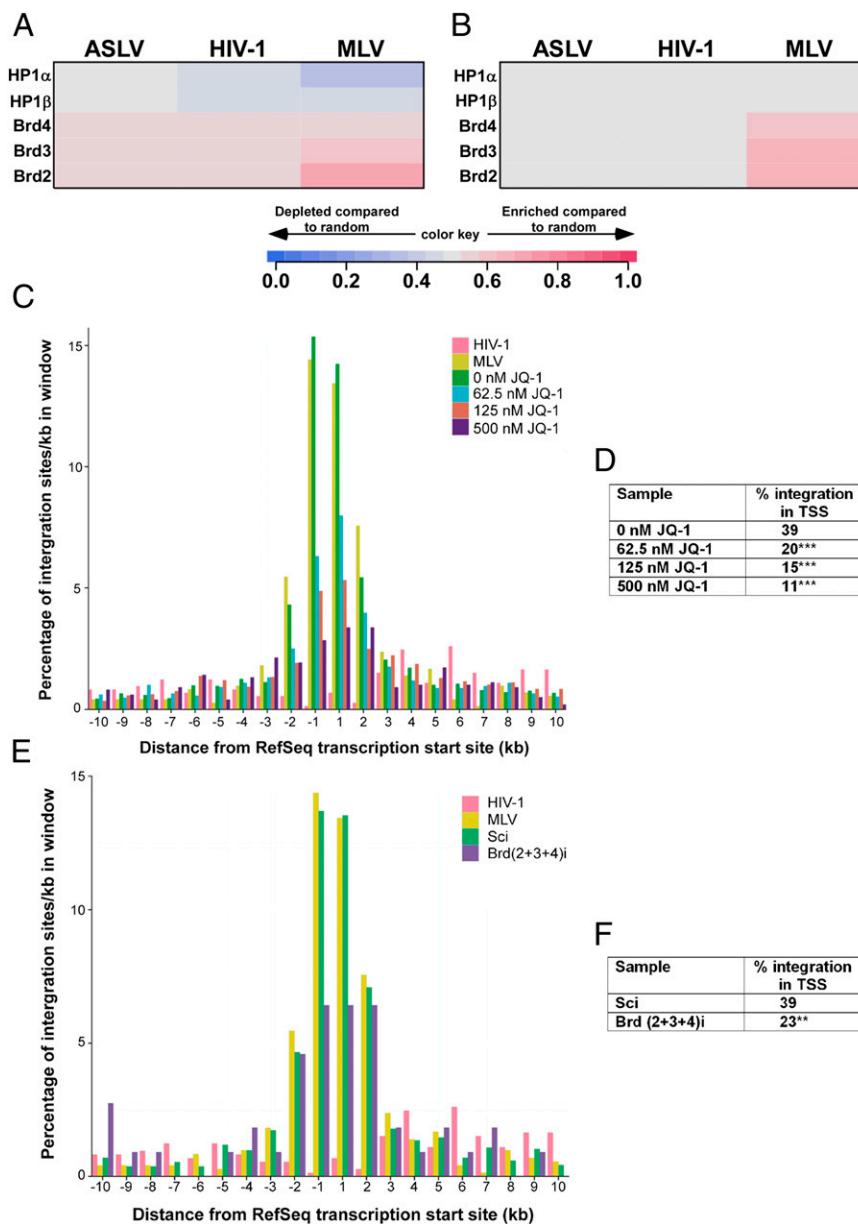 A
B
ASLV HIV-1 MLV
ASLV HIV-1 MLV
HP1α
HP1β
Brd4
Brd3
Brd2
HP1α
HP1β
Brd4
Brd3
Brd2
Depleted compared
to random
color key
Enriched compared
to random
0.0 0.2 0.4 0.6 0.8 1.0
C
Percentage of intergration sites/kb in window
15
10
5
0
HIV-1
MLV
0 nM JQ-1
62.5 nM JQ-1
125 nM JQ-1
500 nM JQ-1
-10 -9 -8 -7 -6 -5 -4 -3 -2 -1 1 2 3 4 5 6 7 8 9 10
Distance from RefSeq transcription start site (kb)
D
Sample % integration
in TSS
0 nM JQ-1 39
62.5 nM JQ-1 20***
125 nM JQ-1 15***
500 nM JQ-1 11***
E
Percentage of intergration sites/kb in window
15
10
5
0
HIV-1
MLV
Sci
Brd(2+3+4)i
-10 -9 -8 -7 -6 -5 -4 -3 -2 -1 1 2 3 4 5 6 7 8 9 10
Distance from RefSeq transcription start site (kb)
F
Sample % integration
in TSS
Sci 39
Brd (2+3+4)i 23**